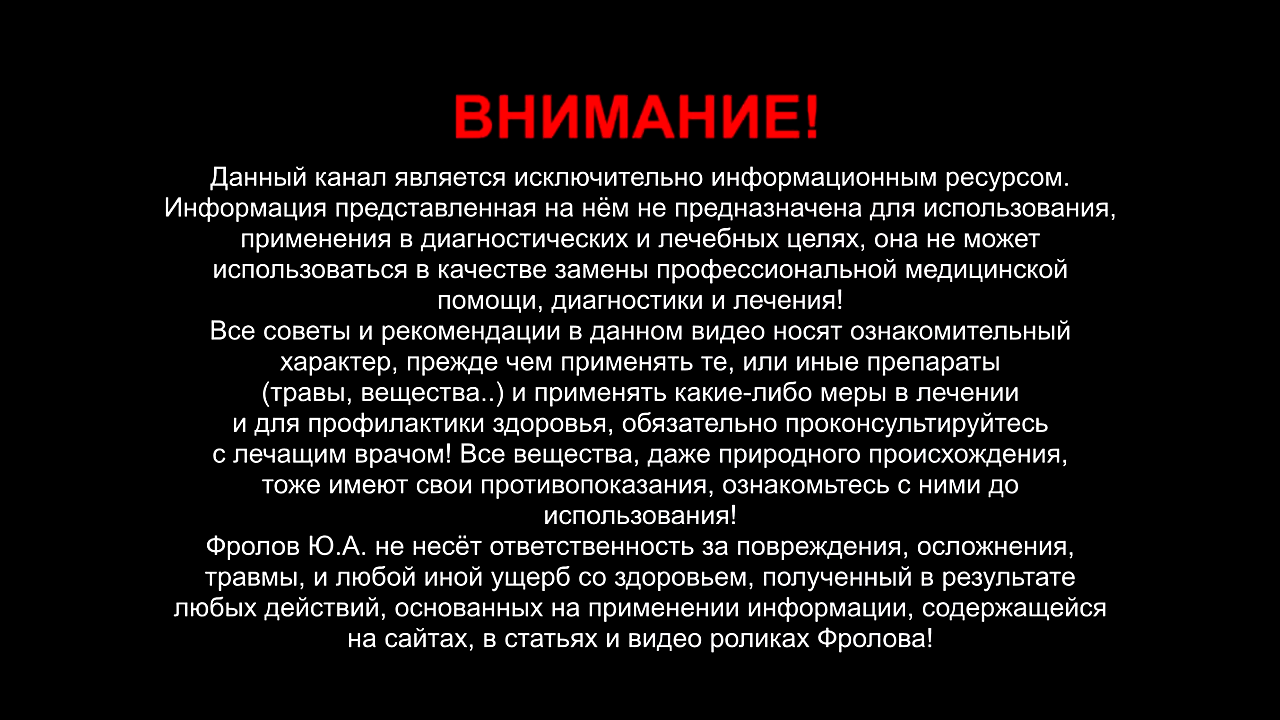 ВНИМАНИЕ!
Данный канал является исключительно информационным ресурсом.
Информация представленная на нём не предназначена для использования,
применения в диагностических и лечебных целях, она не может
использоваться в качестве замены профессиональной медицинской
помощи, диагностики и лечения!
Все советы и рекомендации в данном видео носят ознакомительный
характер, прежде чем применять те, или иные препараты
(травы, вещества..) и применять какие-либо меры в лечении
и для профилактики здоровья, обязательно проконсультируйтесь
с лечащим врачом! Все вещества, даже природного происхождения,
тоже имеют свои противопоказания, ознакомьтесь с ними до
использования!
Фролов Ю.А. не несёт ответственность за повреждения, осложнения,
травмы, и любой иной ущерб со здоровьем, полученный в результате
любых действий, основанных на применении информации, содержащейся
на сайтах, в статьях и видео роликах Фролова!